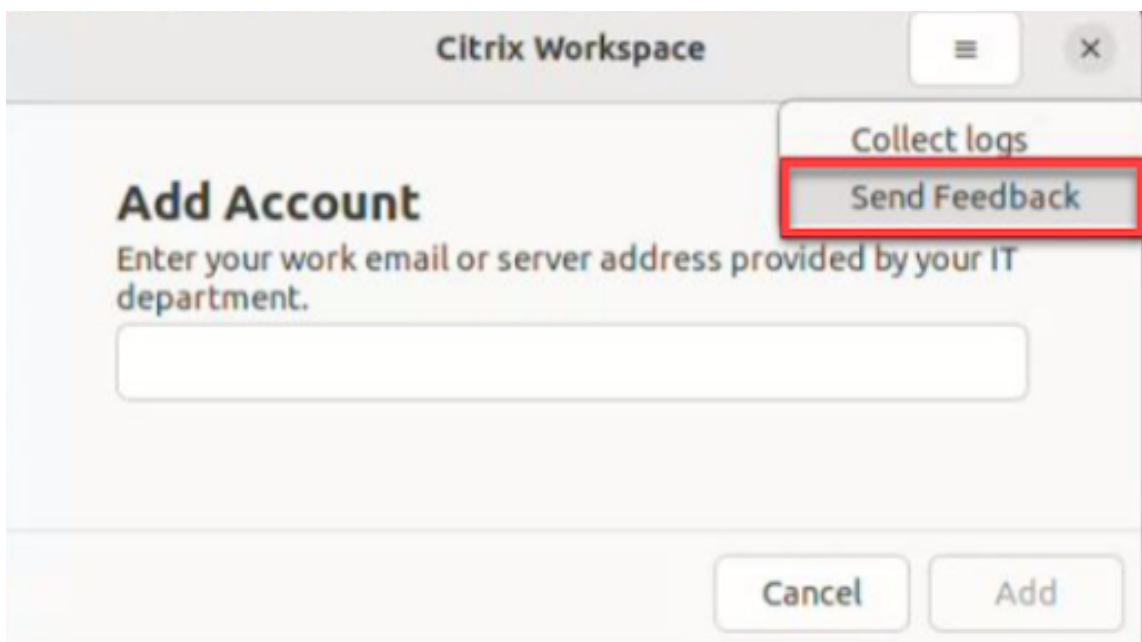 Citrix Workspace
Collect logs
Send Feedback
Add Account
Enter your work email or server address provided by your IT
department.
Cancel
Add